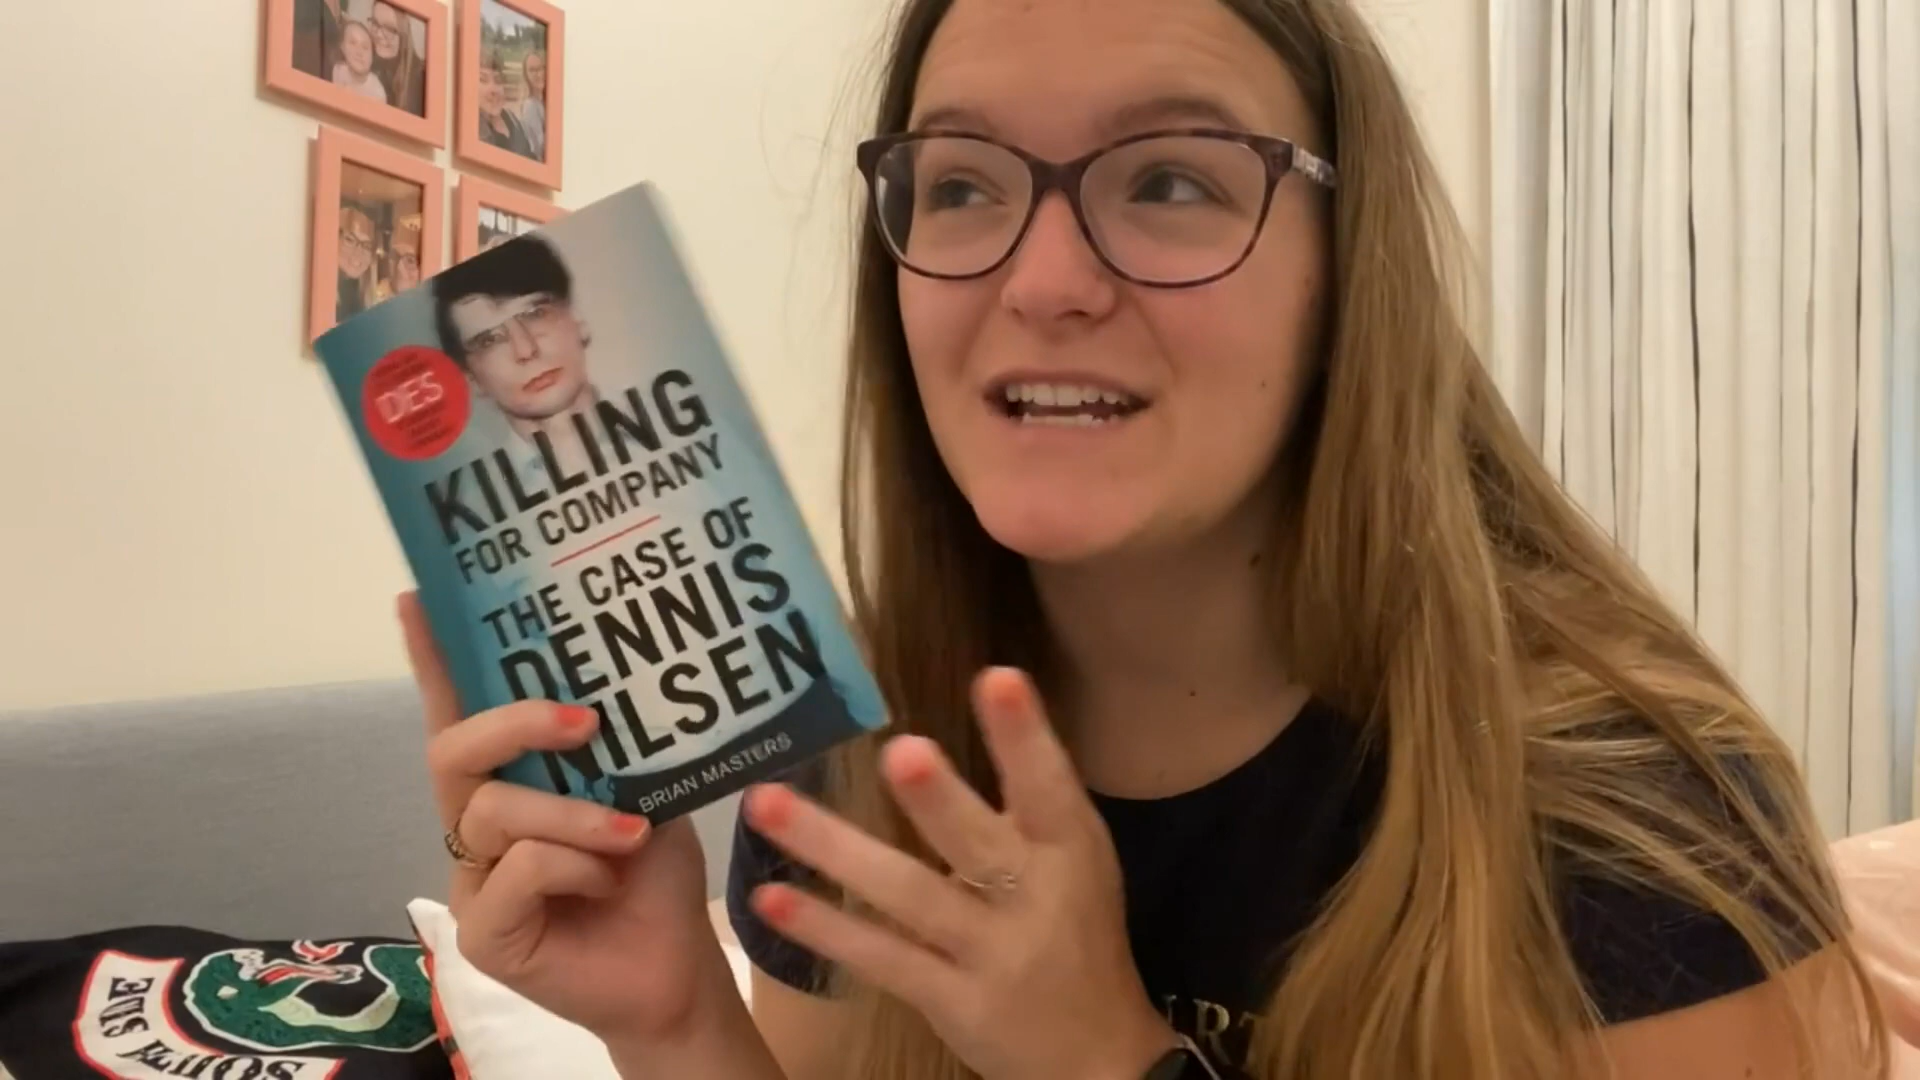 DES
KILLING
FOR COMPANY
THE CASE OF
DENNIS
NILSEN
BRIAN MASTERS
SOUTH SIDE